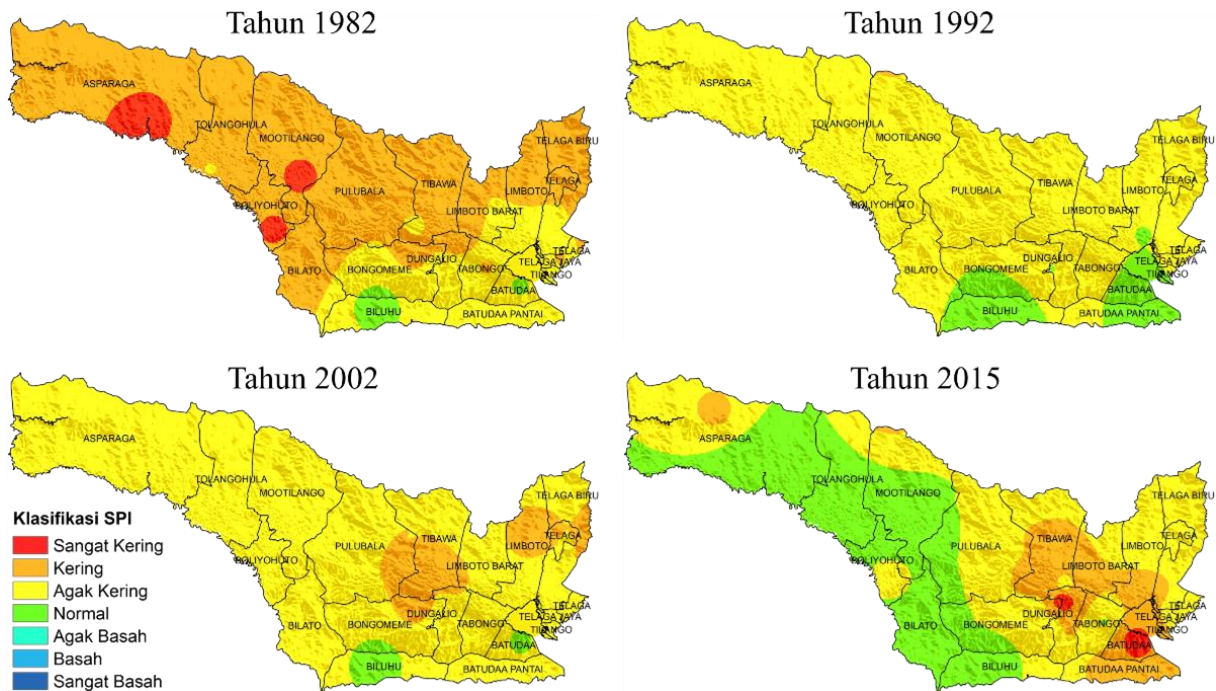 Tahun 1982
ASPARAGA
TOLANGOHULA
MOOTILANGO
TELAGA BIRU
PULUBALA
TIBAWA
LIMBOTO
TELAGA
BOLIYOHUTO
LIMBOTO BARAT
BILATO
BONGOMEME
DUNGALIO
TABONGO
TELAGA
TELAGA JAYA
TILANGO
BATUDAA
BILUHU
BATUDAA PANTAI
Tahun 1992
ASPARAGA
TOLANGOHULA
MOOTILANGO
TELAGA BIRU
PULUBALA
TIBAWA
LIMBOTO
TELAGA
BOLIYOHUTO
LIMBOTO BARAT
BILATO
BONGOMEME
DUNGALIO
TABONGO
TELAGA
TELAGA JAYA
TILANGO
BATUDAA
BILUHU
BATUDAA PANTAI
Tahun 2002
ASPARAGA
TOLANGOHULA
MOOTILANGO
TELAGA BIRU
PULUBALA
TIBAWA
LIMBOTO
TELAGA
BOLIYOHUTO
LIMBOTO BARAT
BILATO
BONGOMEME
DUNGALIO
TABONGO
TELAGA
TELAGA JAYA
TILANGO
BATUDAA
BILUHU
BATUDAA PANTAI
Klasifikasi SPI
Sangat Kering
Kering
Agak Kering
Normal
Agak Basah
Basah
Sangat Basah
Tahun 2015
ASPARAGA
TOLANGOHULA
MOOTILANGO
TELAGA BIRU
PULUBALA
TIBAWA
LIMBOTO
TELAGA
BOLIYOHUTO
LIMBOTO BARAT
BILATO
BONGOMEME
DUNGALIO
TABONGO
TELAGA
TELAGA JAYA
TILANGO
BATUDAA
BILUHU
BATUDAA PANTAI